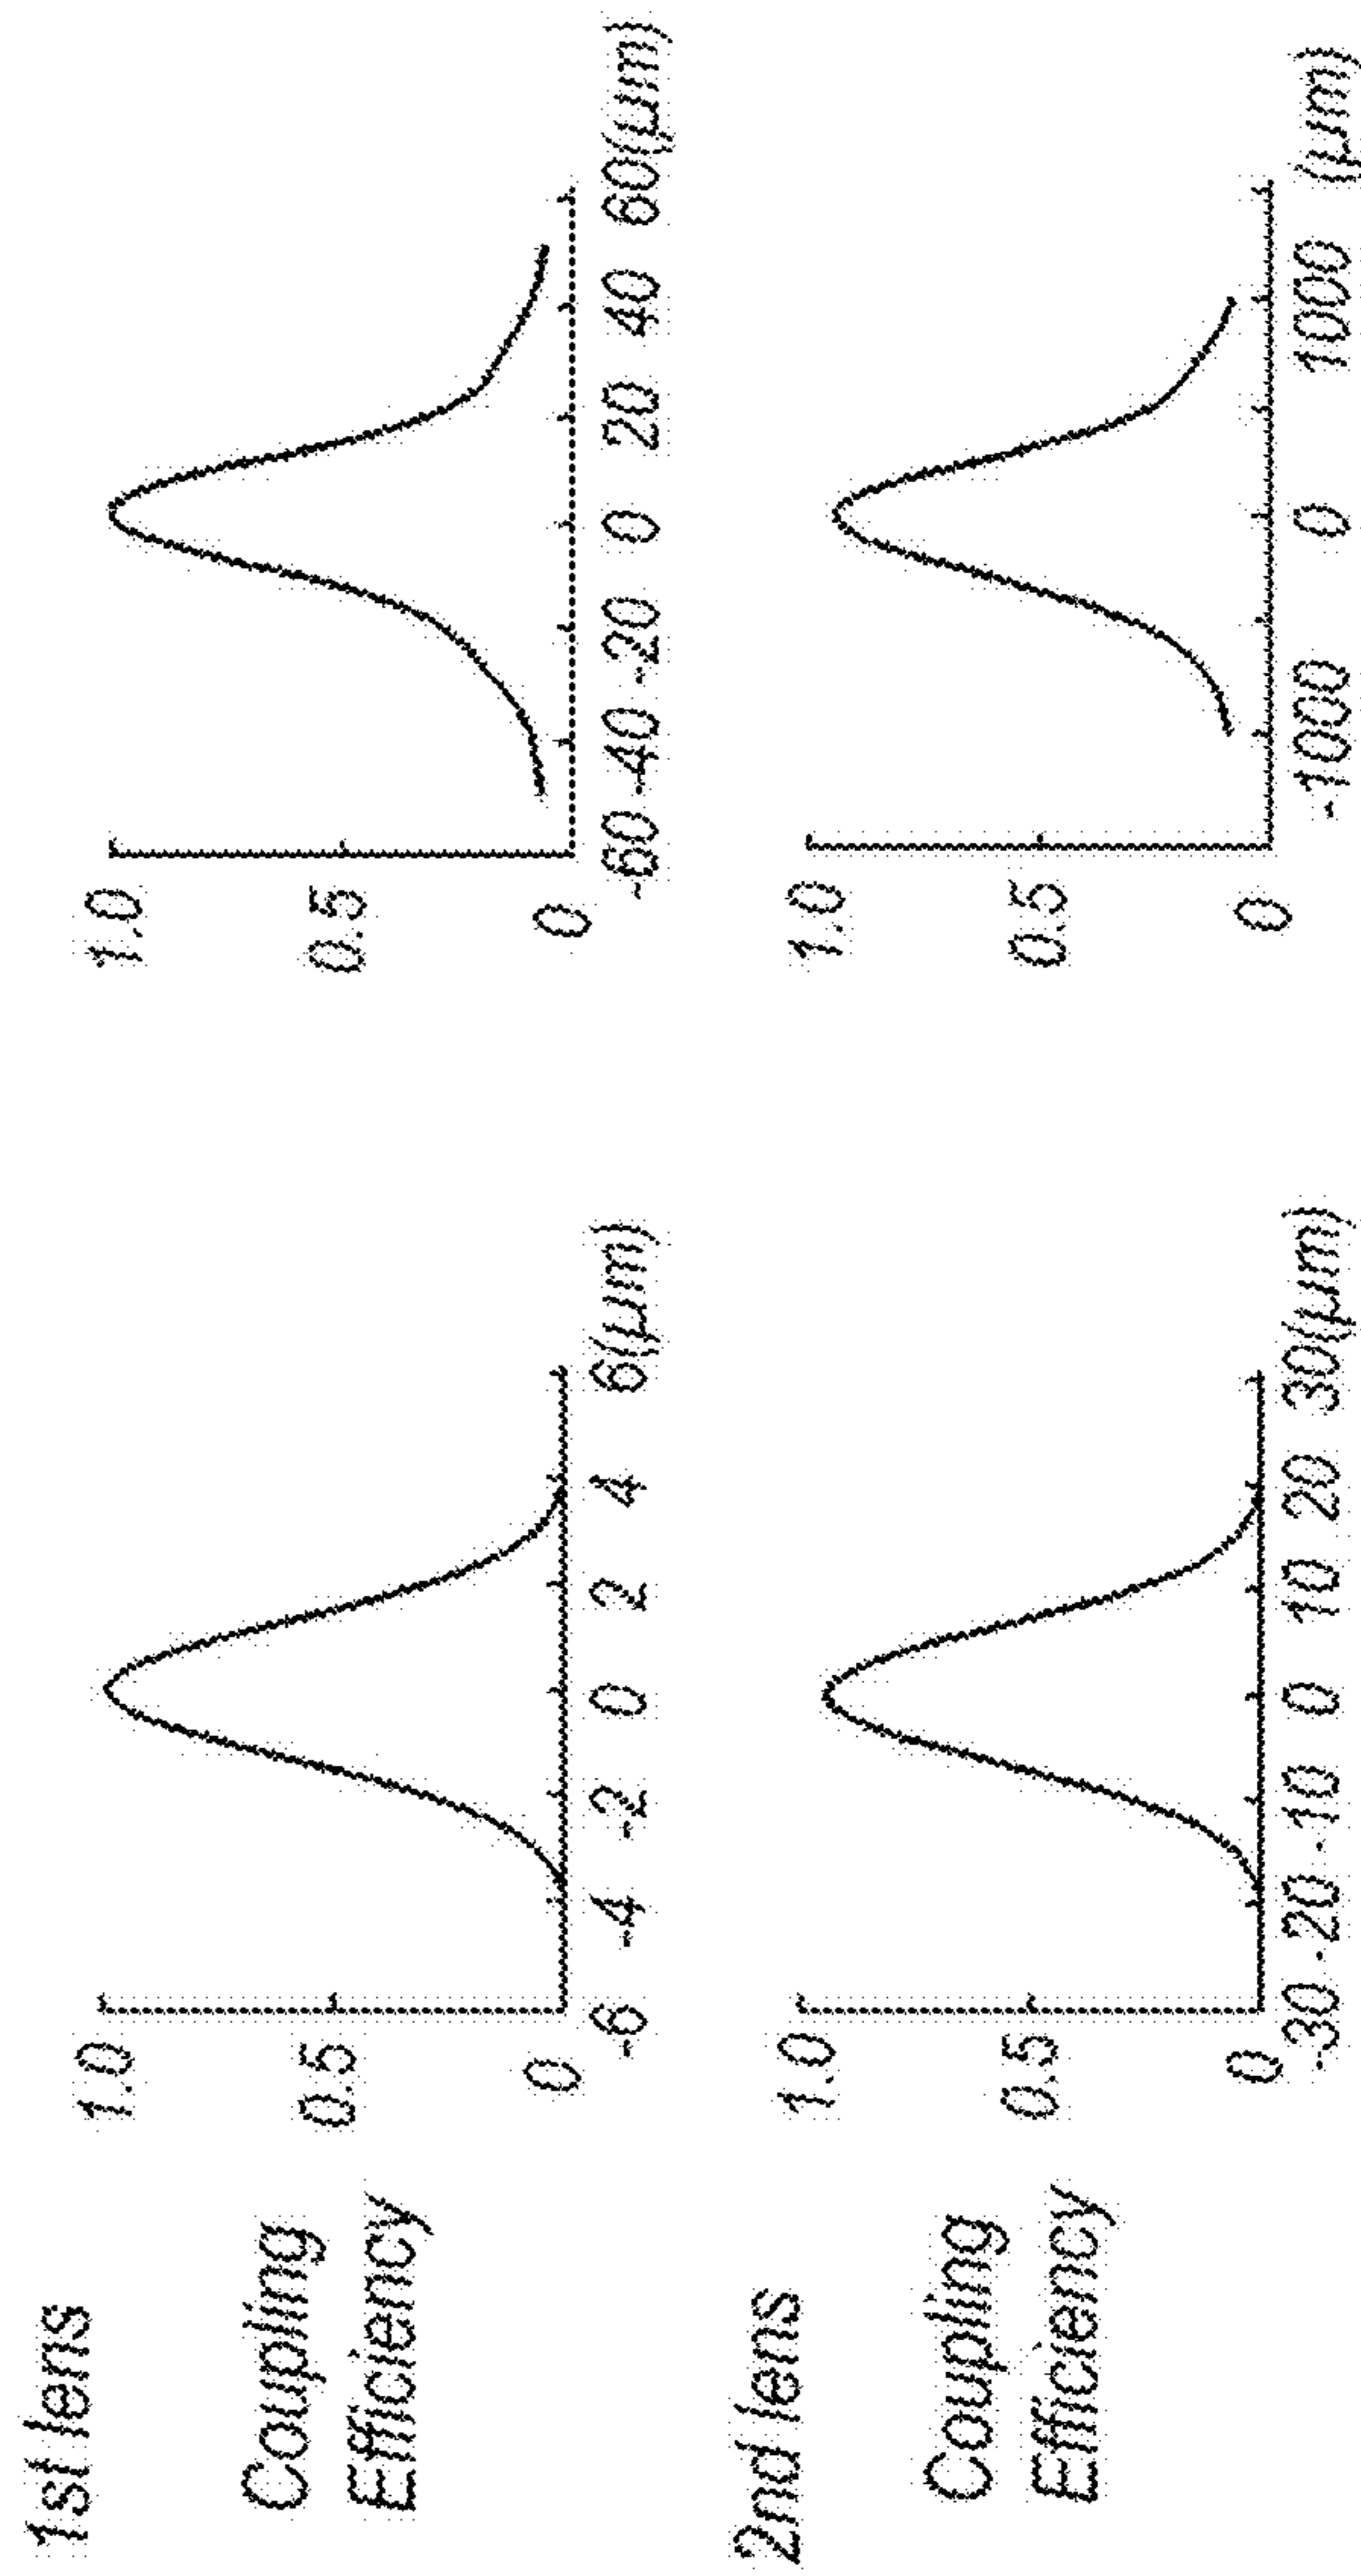 1st lens
Coupling
Efficiency
1.0
0.5
0
-6 -4 -2 0 2 4 6(μm)
1.0
0.5
0
-60 -40 -20 0 20 40 60(μm)
2nd lens
Coupling
Efficiency
1.0
0.5
0
-30 -20 -10 0 10 20 30(μm)
1.0
0.5
0
-1000 0 1000 (μm)